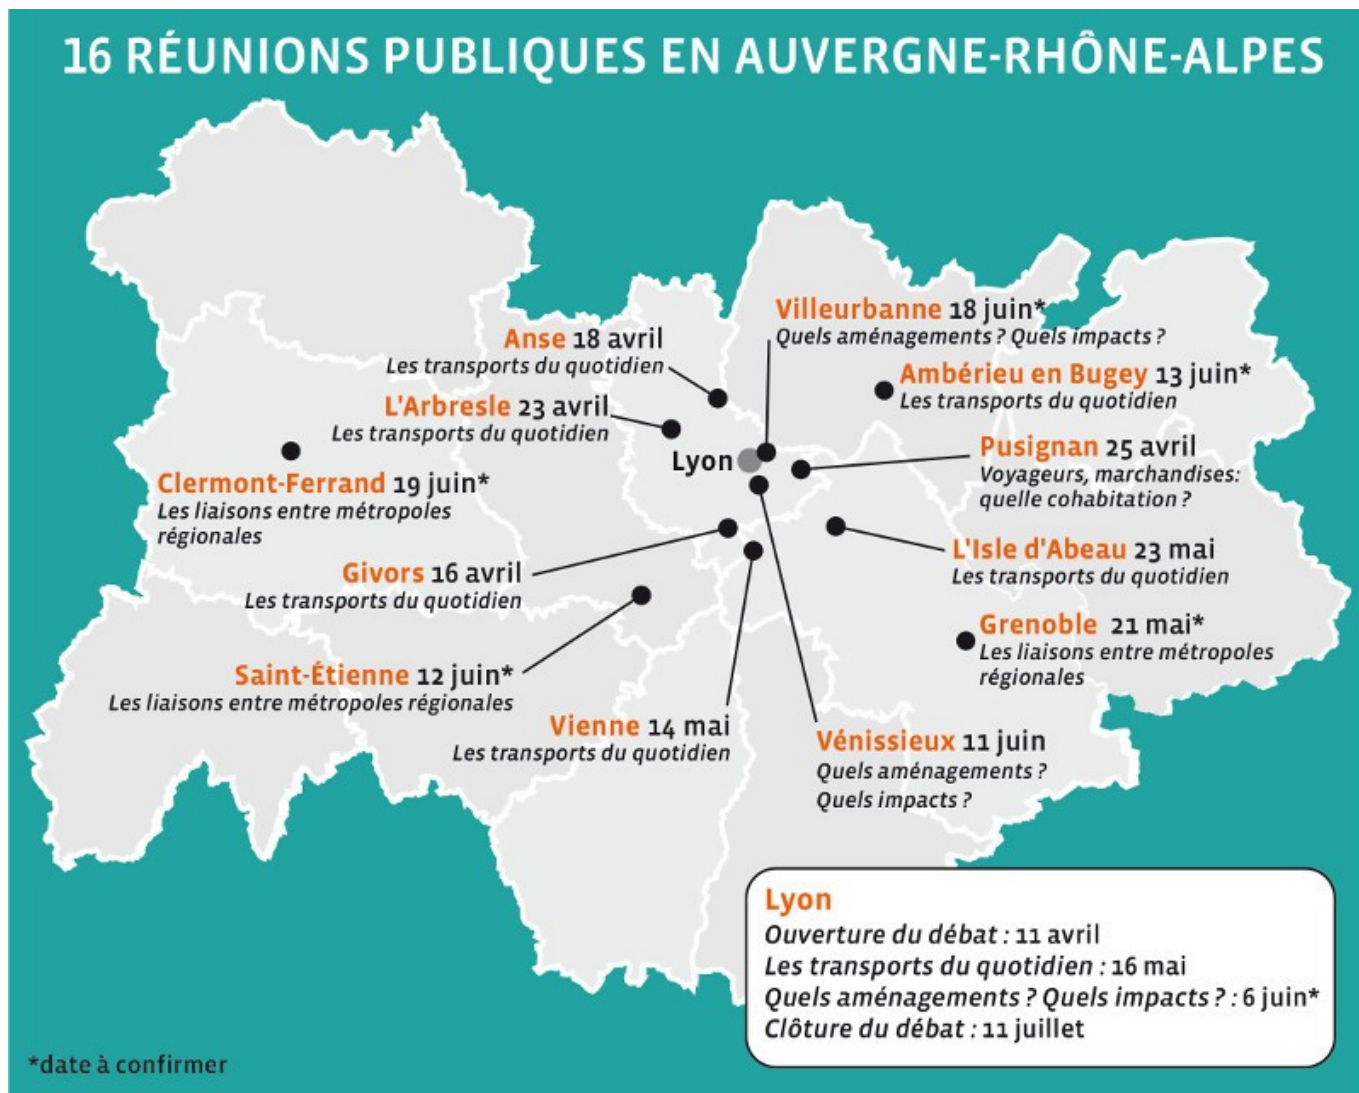 16 RÉUNIONS PUBLIQUES EN AUVERGNE-RHÔNE-ALPES
Villeurbanne 18 juin*
Quels aménagements ? Quels impacts ?
Anse 18 avril
Les transports du quotidien
Ambérieu en Bugey 13 juin*
Les transports du quotidien
L'Arbresle 23 avril
Les transports du quotidien
Lyon
Pusignan 25 avril
Voyageurs, marchandises:
quelle cohabitation ?
Clermont-Ferrand 19 juin*
Les liaisons entre métropoles
régionales
L'Isle d'Abeau 23 mai
Les transports du quotidien
Givors 16 avril
Les transports du quotidien
Grenoble 21 mai*
Les liaisons entre métropoles
régionales
Saint-Étienne 12 juin*
Les liaisons entre métropoles régionales
Vienne 14 mai
Les transports du quotidien
Vénissieux 11 juin
Quels aménagements ?
Quels impacts ?
Lyon
Ouverture du débat : 11 avril
Les transports du quotidien : 16 mai
Quels aménagements ? Quels impacts ? : 6 juin*
Clôture du débat : 11 juillet
*date à confirmer